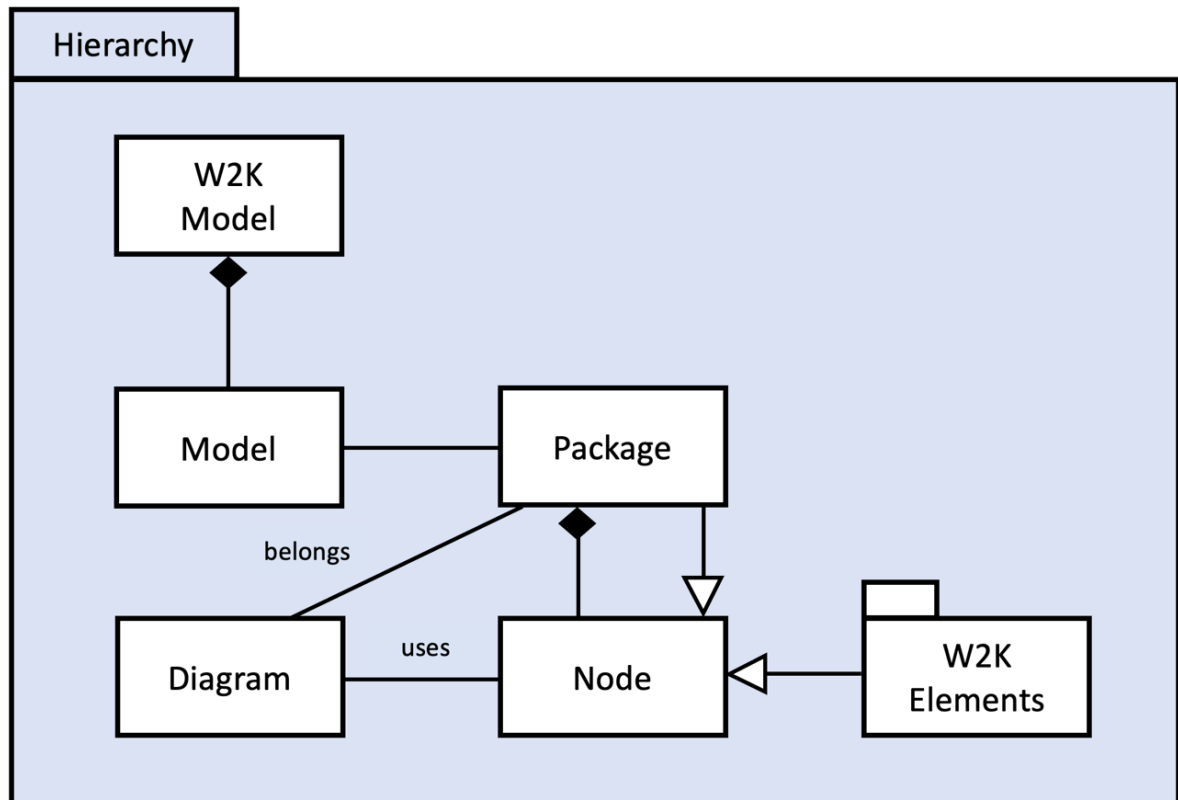 Hierarchy
W2K
Model
Model
Package
belongs
Diagram
uses
Node
W2K
Elements